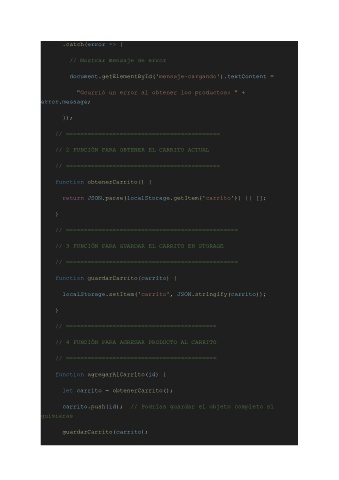 .catch(error => {
// Mostrar mensaje de error
document.getElementById('mensaje-cargando').textContent =
"Ocurrió un error al obtener los productos: " +
error.message;
});
// ===========================================
// 2 FUNCIÓN PARA OBTENER EL CARRITO ACTUAL
// ===========================================
function obtenerCarrito() {
return JSON.parse(localStorage.getItem('carrito')) || [];
}
// ================================================
// 3 FUNCIÓN PARA GUARDAR EL CARRITO EN STORAGE
// ================================================
function guardarCarrito(carrito) {
localStorage.setItem('carrito', JSON.stringify(carrito));
}
// ==========================================
// 4 FUNCIÓN PARA AGREGAR PRODUCTO AL CARRITO
// ==========================================
function agregarAlCarrito(id) {
let carrito = obtenerCarrito();
carrito.push(id); // Podrías guardar el objeto completo si
quisieras
guardarCarrito(carrito);